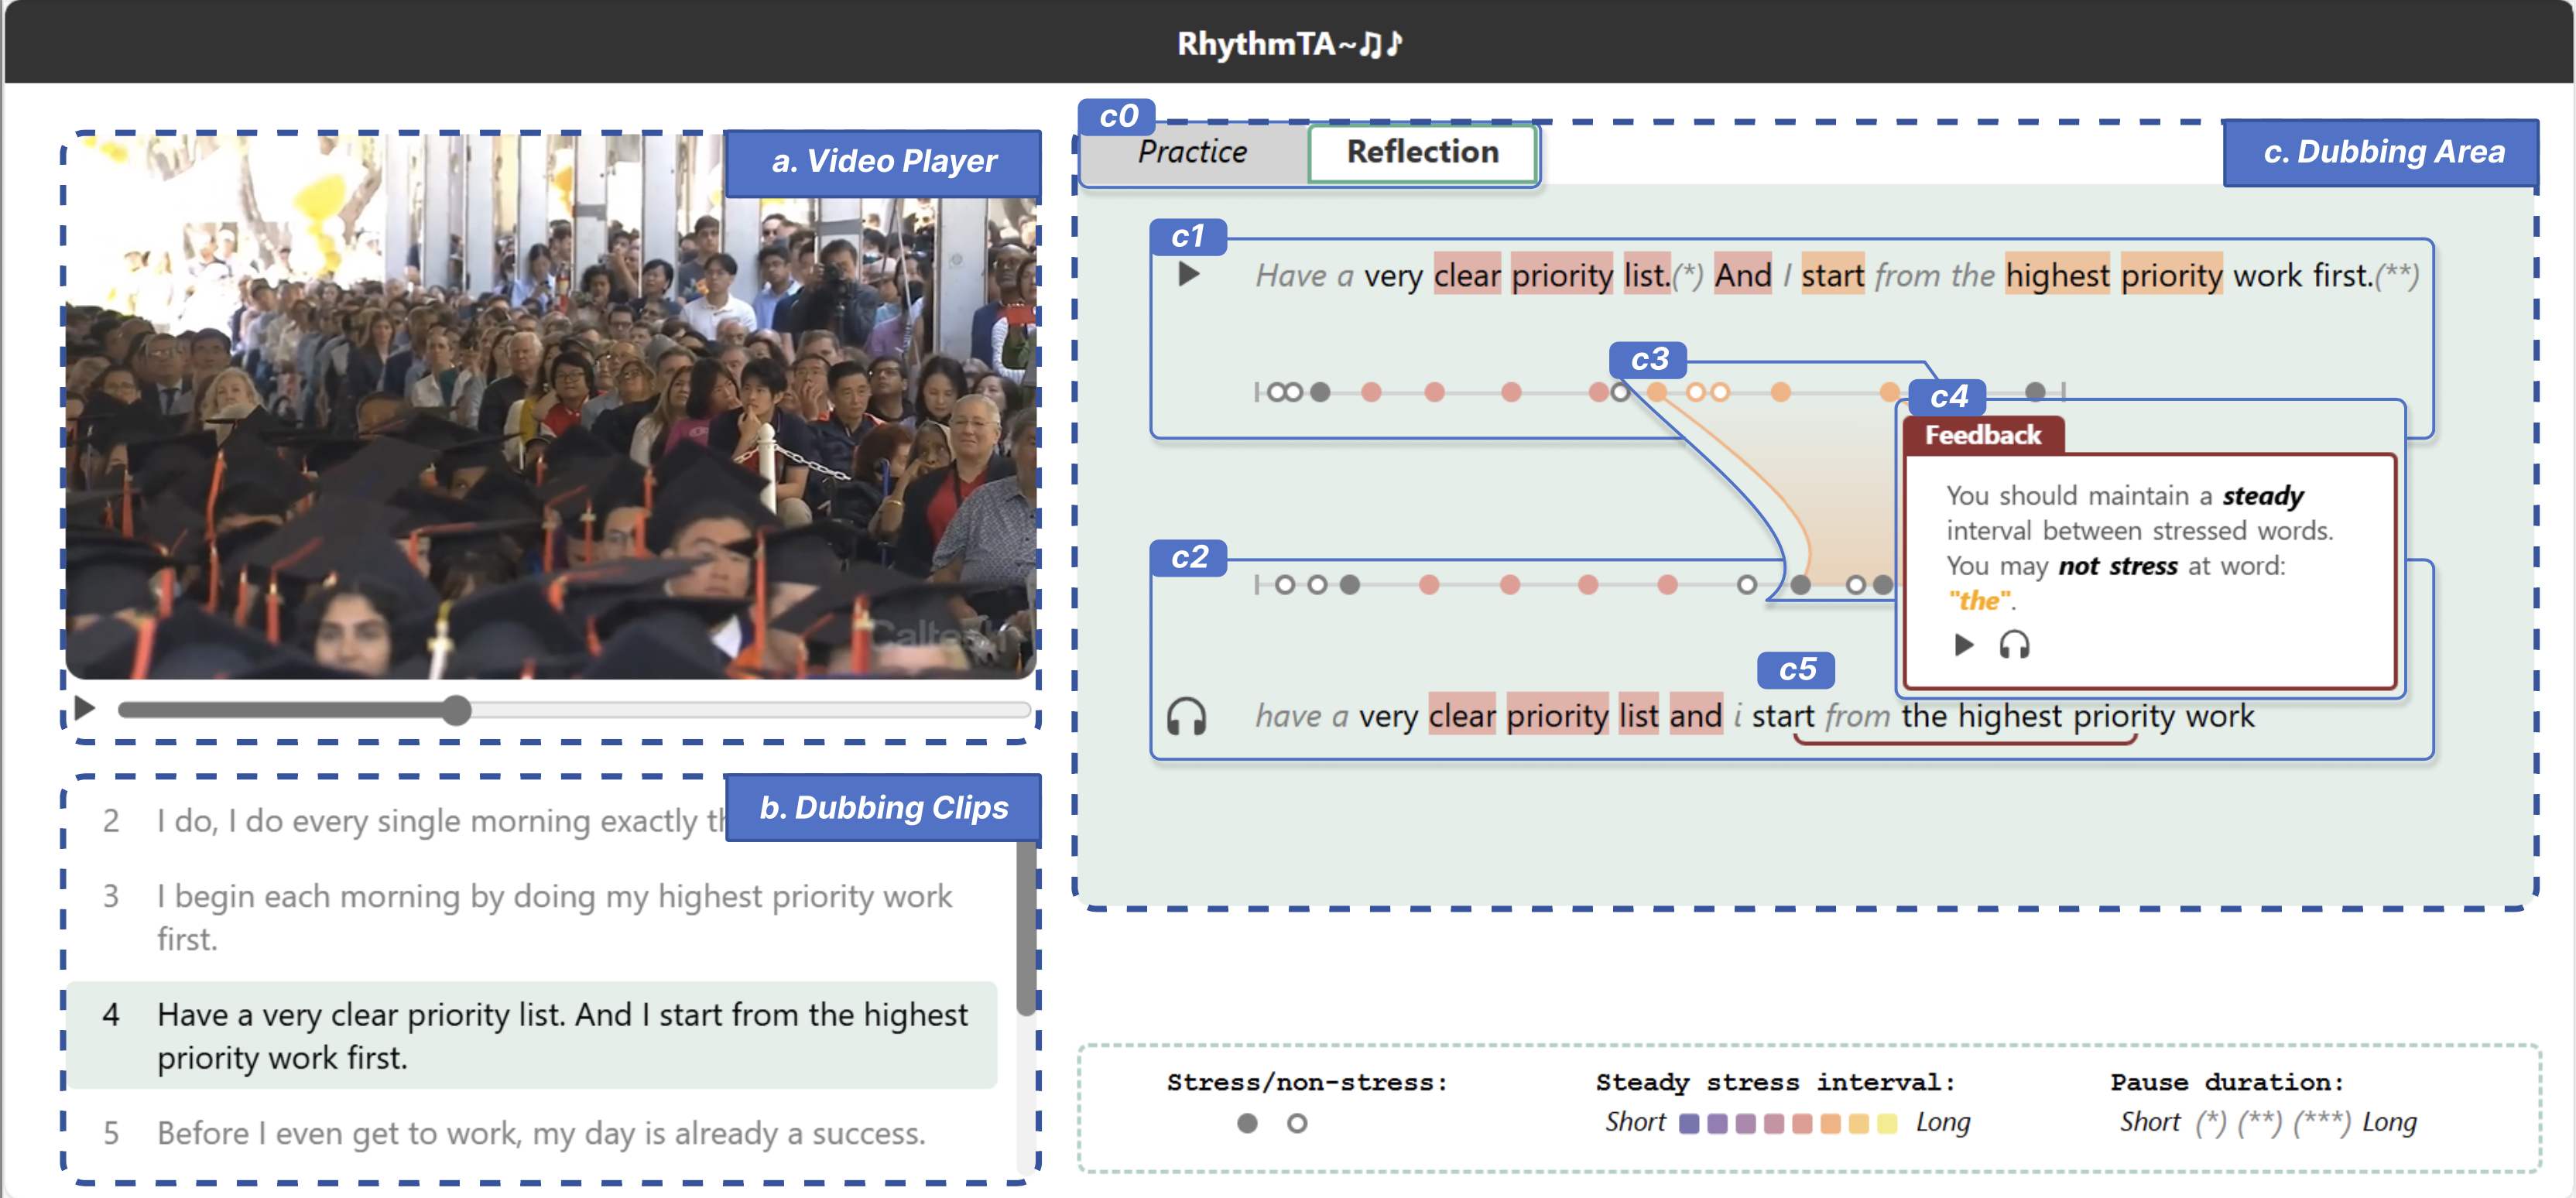 RhythmTA~♫♪
a. Video Player
Caltech
b. Dubbing Clips
2 I do, I do every single morning exactly
3 I begin each morning by doing my highest priority work
first.
4 Have a very clear priority list. And I start from the highest
priority work first.
5 Before I even get to work, my day is already a success.
c0
Practice Reflection
c. Dubbing Area
c1
Have a very clear priority list.(*) And I start from the highest priority work first.(**)
c3
c4
Feedback
You should maintain a steady
interval between stressed words.
You may not stress at word:
"the".
c2
c5
have a very clear priority list and i start from the highest priority work
Stress/non-stress: Steady stress interval: Pause duration:
Short Long Short (*) (**) (***) Long